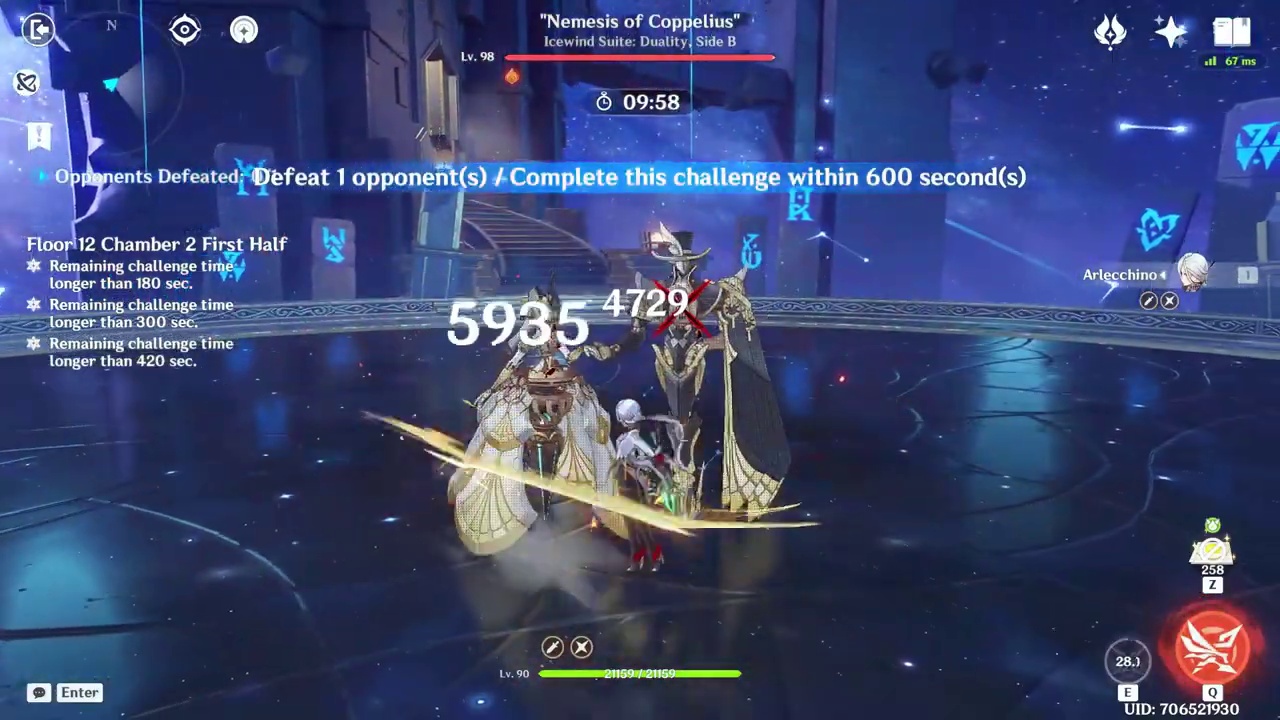 N
"Nemesis of Coppelius"
Icewind Suite: Duality, Side B
Lv. 98
67 ms
09:58
Opponents Defeated:
Defeat 1 opponent(s) / Complete this challenge within 600 second(s)
Floor 12 Chamber 2 First Half
Remaining challenge time
longer than 180 sec.
Remaining challenge time
longer than 300 sec.
Remaining challenge time
longer than 420 sec.
Arlecchino
1
5935
4729
258
Z
28.
E
Q
Lv. 90
21159 / 21159
Enter
UID: 706521930